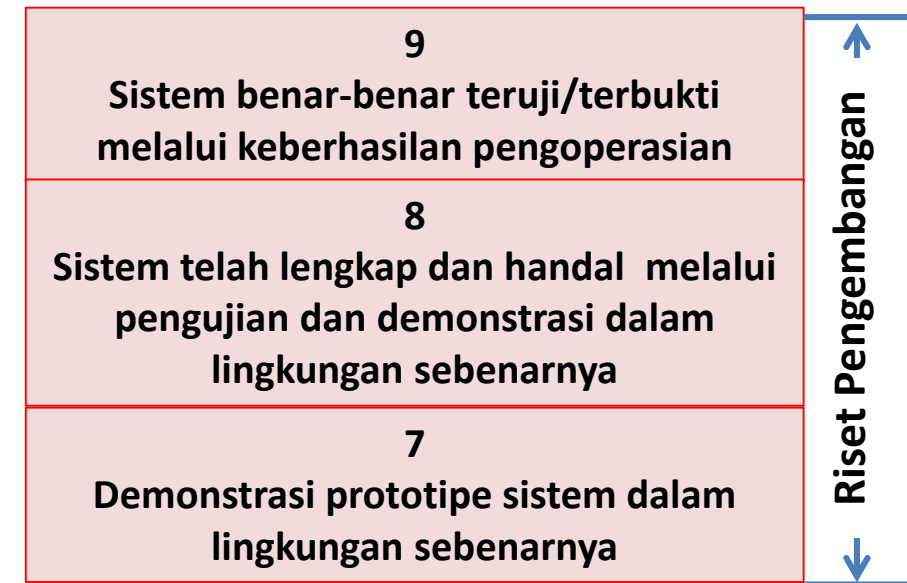 9
Sistem benar-benar teruji/terbukti
melalui keberhasilan pengoperasian
8
Sistem telah lengkap dan handal  melalui
pengujian dan demonstrasi dalam
lingkungan sebenarnya
7
Demonstrasi prototipe sistem dalam
lingkungan sebenarnya
Riset Pengembangan